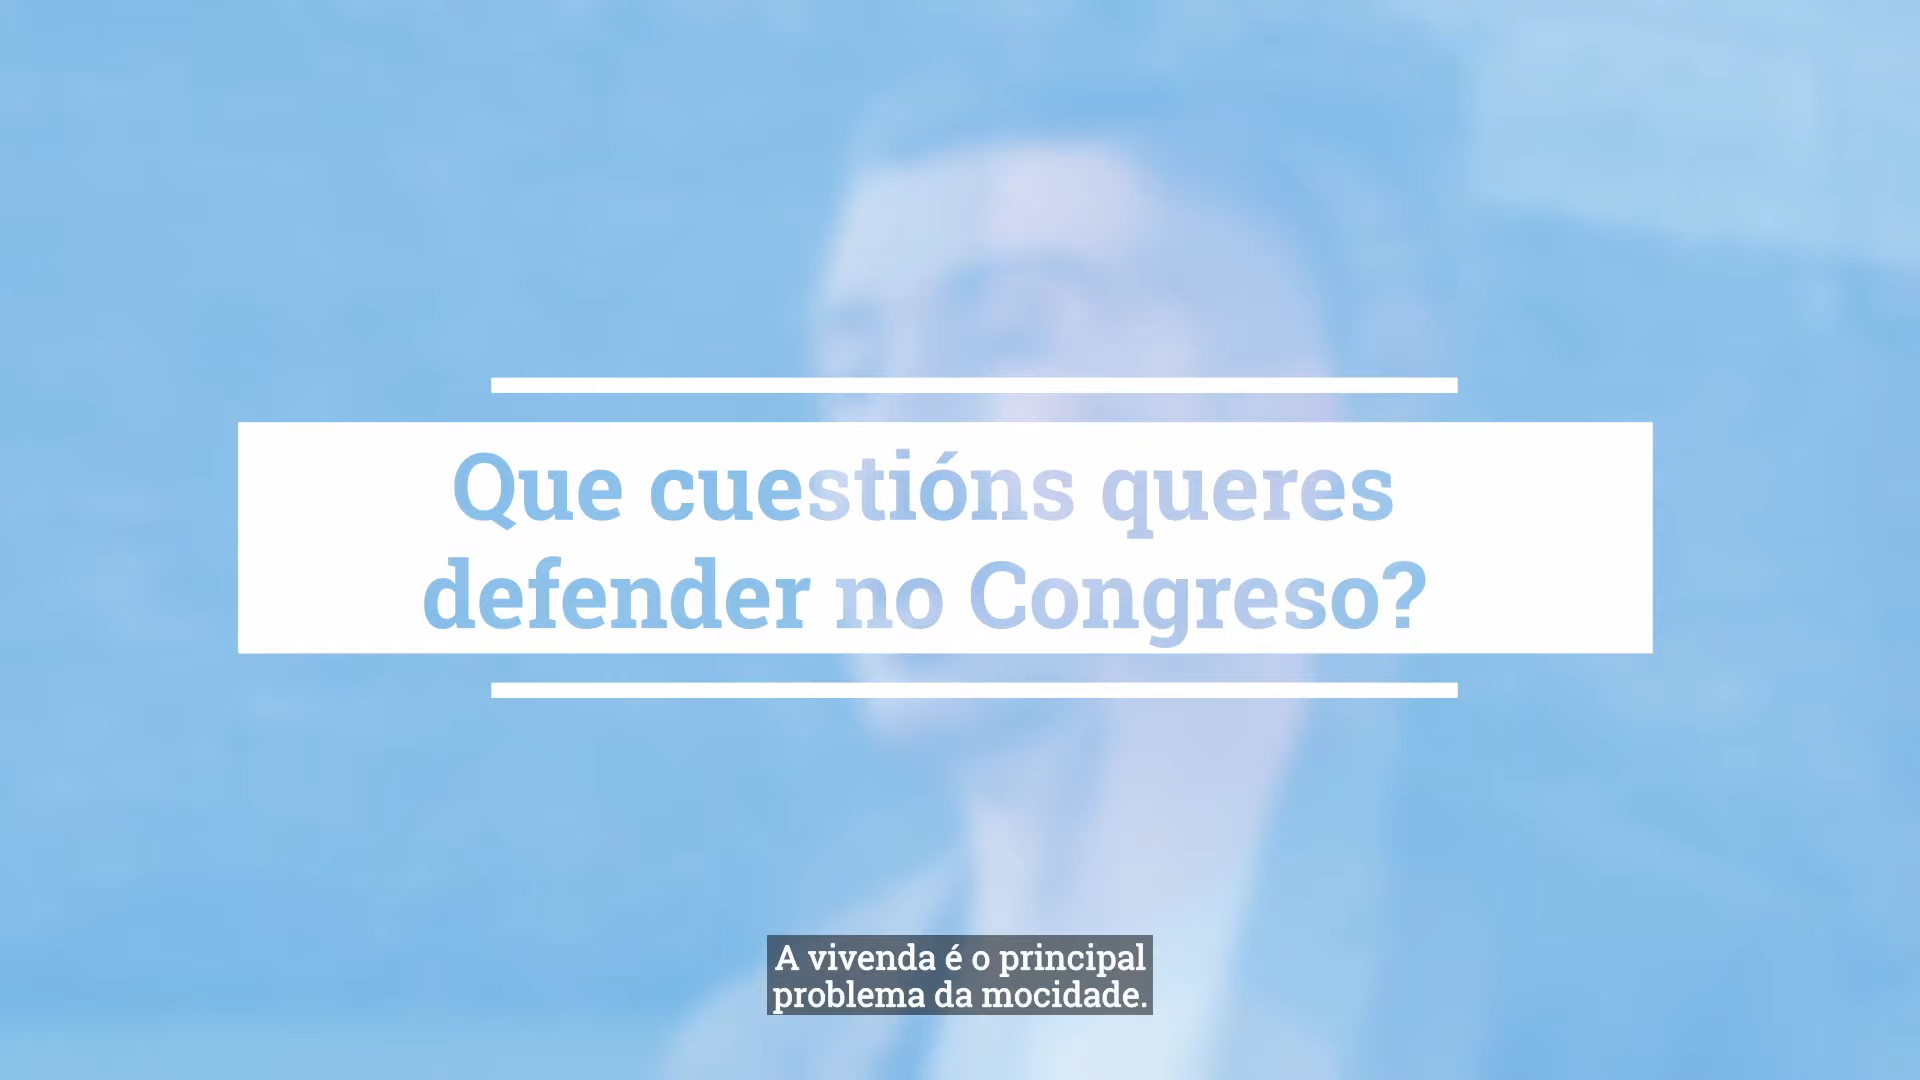 Que cuestións queres
defender no Congreso?
A vivenda é o principal
problema da mocidade.